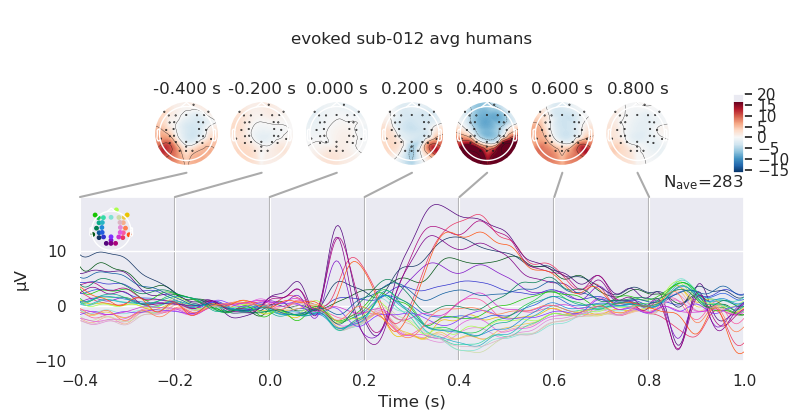 evoked sub-012 avg humans
-0.400 s -0.200 s 0.000 s 0.200 s 0.400 s 0.600 s 0.800 s
20
15
10
5
0
−5
−10
−15
Nave=283
μV
10
0
−10
−0.4 −0.2 0.0 0.2 0.4 0.6 0.8 1.0
Time (s)